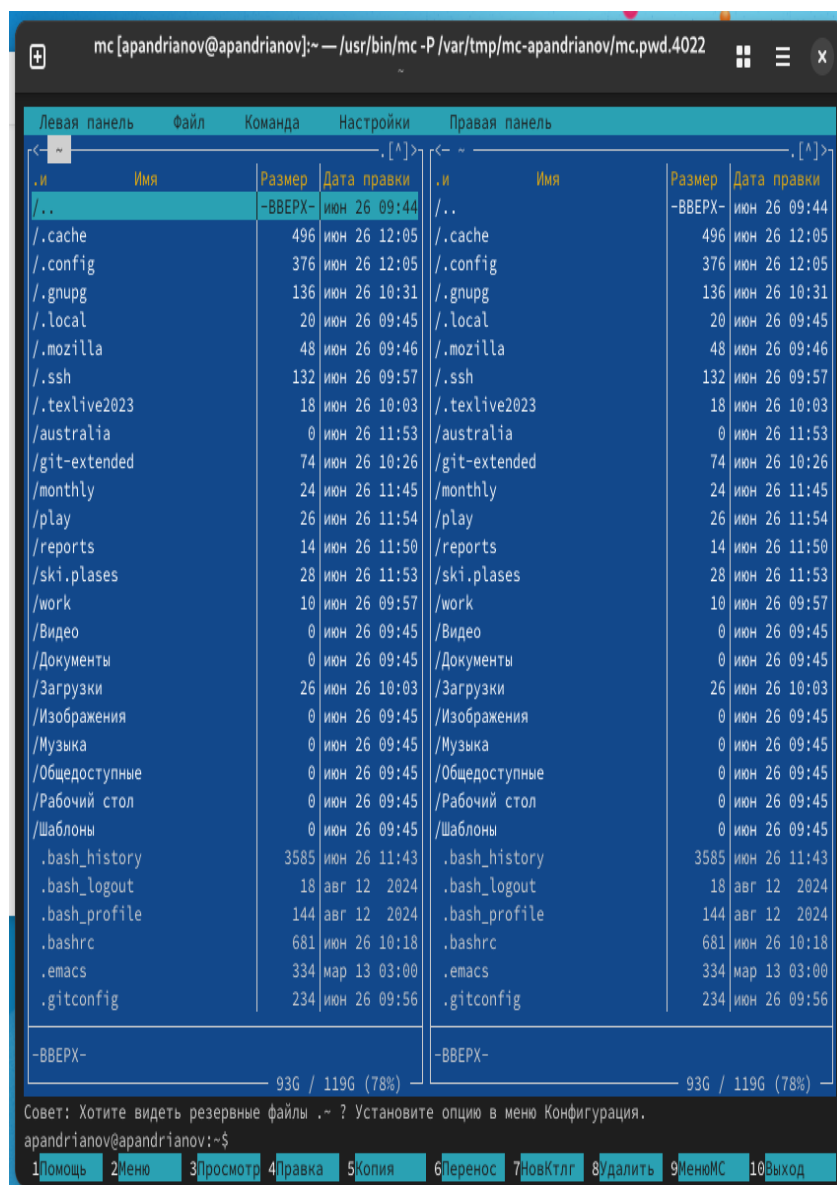 mc [apandrianov@apandrianov]:~ — /usr/bin/mc -P /var/tmp/mc-apandrianov/mc.pwd.4022
~
Левая панель Файл Команда Настройки Правая панель
<— ~ .[^]> <— ~ .[^]>
.и Имя Размер Дата правки .и Имя Размер Дата правки
/.. -ВВЕРХ- июн 26 09:44 /.. -ВВЕРХ- июн 26 09:44
/.cache 496 июн 26 12:05 /.cache 496 июн 26 12:05
/.config 376 июн 26 12:05 /.config 376 июн 26 12:05
/.gnupg 136 июн 26 10:31 /.gnupg 136 июн 26 10:31
/.local 20 июн 26 09:45 /.local 20 июн 26 09:45
/.mozilla 48 июн 26 09:46 /.mozilla 48 июн 26 09:46
/.ssh 132 июн 26 09:57 /.ssh 132 июн 26 09:57
/.texlive2023 18 июн 26 10:03 /.texlive2023 18 июн 26 10:03
/australia 0 июн 26 11:53 /australia 0 июн 26 11:53
/git-extended 74 июн 26 10:26 /git-extended 74 июн 26 10:26
/monthly 24 июн 26 11:45 /monthly 24 июн 26 11:45
/play 26 июн 26 11:54 /play 26 июн 26 11:54
/reports 14 июн 26 11:50 /reports 14 июн 26 11:50
/ski.plases 28 июн 26 11:53 /ski.plases 28 июн 26 11:53
/work 10 июн 26 09:57 /work 10 июн 26 09:57
/Видео 0 июн 26 09:45 /Видео 0 июн 26 09:45
/Документы 0 июн 26 09:45 /Документы 0 июн 26 09:45
/Загрузки 26 июн 26 10:03 /Загрузки 26 июн 26 10:03
/Изображения 0 июн 26 09:45 /Изображения 0 июн 26 09:45
/Музыка 0 июн 26 09:45 /Музыка 0 июн 26 09:45
/Общедоступные 0 июн 26 09:45 /Общедоступные 0 июн 26 09:45
/Рабочий стол 0 июн 26 09:45 /Рабочий стол 0 июн 26 09:45
/Шаблоны 0 июн 26 09:45 /Шаблоны 0 июн 26 09:45
.bash_history 3585 июн 26 11:43 .bash_history 3585 июн 26 11:43
.bash_logout 18 авг 12 2024 .bash_logout 18 авг 12 2024
.bash_profile 144 авг 12 2024 .bash_profile 144 авг 12 2024
.bashrc 681 июн 26 10:18 .bashrc 681 июн 26 10:18
.emacs 334 мар 13 03:00 .emacs 334 мар 13 03:00
.gitconfig 234 июн 26 09:56 .gitconfig 234 июн 26 09:56
-ВВЕРХ- -ВВЕРХ-
93G / 119G (78%) 93G / 119G (78%)
Совет: Хотите видеть резервные файлы .~ ? Установите опцию в меню Конфигурация.
apandrianov@apandrianov:~$
1Помощь 2Меню 3Просмотр 4Правка 5Копия 6Перенос 7НовКтлг 8Удалить 9МенюMC 10Выход